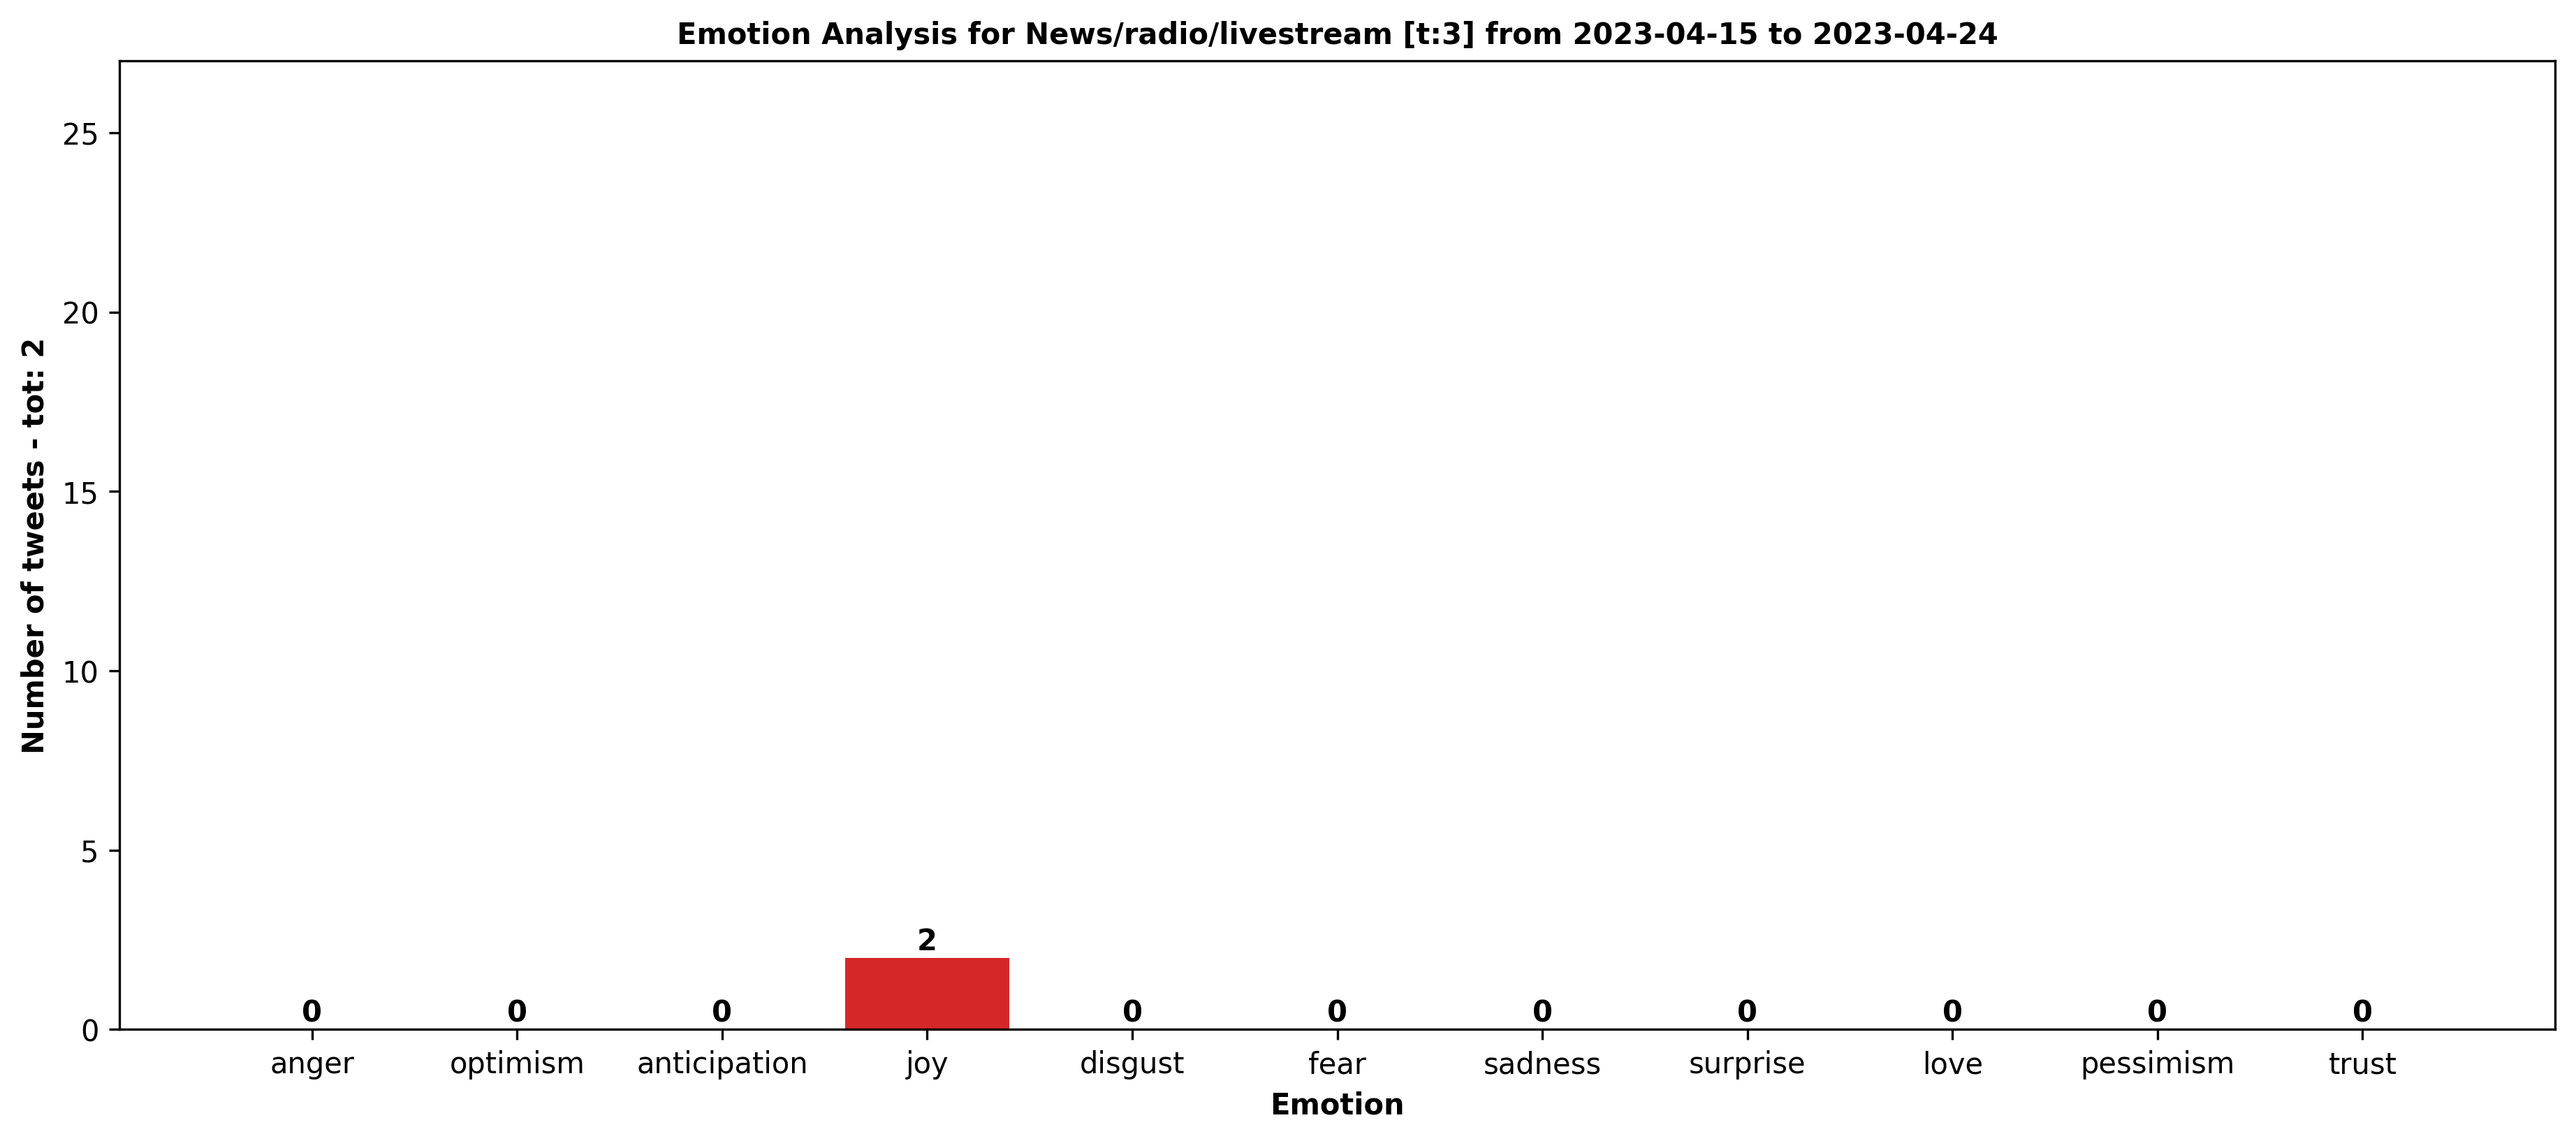 Emotion Analysis for News/radio/livestream [t:3] from 2023-04-15 to 2023-04-24
Number of tweets - tot: 2
25
20
15
10
5
0
0 0 0 2 0 0 0 0 0 0 0
anger optimism anticipation joy disgust fear sadness surprise love pessimism trust
Emotion